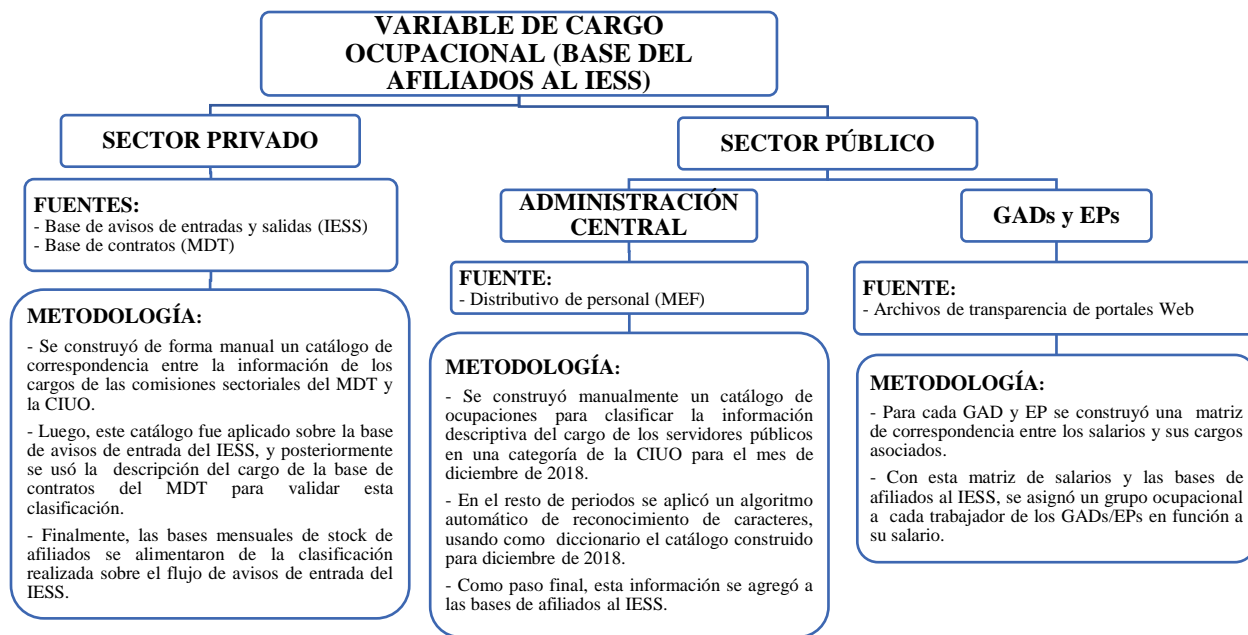 VARIABLE DE CARGO
OCUPACIONAL (BASE DEL
AFILIADOS AL IESS)
SECTOR PRIVADO
FUENTES:
- Base de avisos de entradas y salidas (IESS)
- Base de contratos (MDT)
METODOLOGÍA:
- Se construyó de forma manual un catálogo de
correspondencia entre la información de los
cargos de las comisiones sectoriales del MDT y
la CIUO.
- Luego, este catálogo fue aplicado sobre la base
de avisos de entrada del IESS, y posteriormente
se usó la descripción del cargo de la base de
contratos del MDT para validar esta
clasificación.
- Finalmente, las bases mensuales de stock de
afiliados se alimentaron de la clasificación
realizada sobre el flujo de avisos de entrada del
IESS.
SECTOR PÚBLICO
ADMINISTRACIÓN
CENTRAL
FUENTE:
- Distributivo de personal (MEF)
METODOLOGÍA:
- Se construyó manualmente un catálogo de
ocupaciones para clasificar la información
descriptiva del cargo de los servidores públicos
en una categoría de la CIUO para el mes de
diciembre de 2018.
- En el resto de periodos se aplicó un algoritmo
automático de reconocimiento de caracteres,
usando como diccionario el catálogo construido
para diciembre de 2018.
- Como paso final, esta información se agregó a
las bases de afiliados al IESS.
GADs y EPs
FUENTE:
- Archivos de transparencia de portales Web
METODOLOGÍA:
- Para cada GAD y EP se construyó una matriz
de correspondencia entre los salarios y sus cargos
asociados.
- Con esta matriz de salarios y las bases de
afiliados al IESS, se asignó un grupo ocupacional
a cada trabajador de los GADs/EPs en función a
su salario.